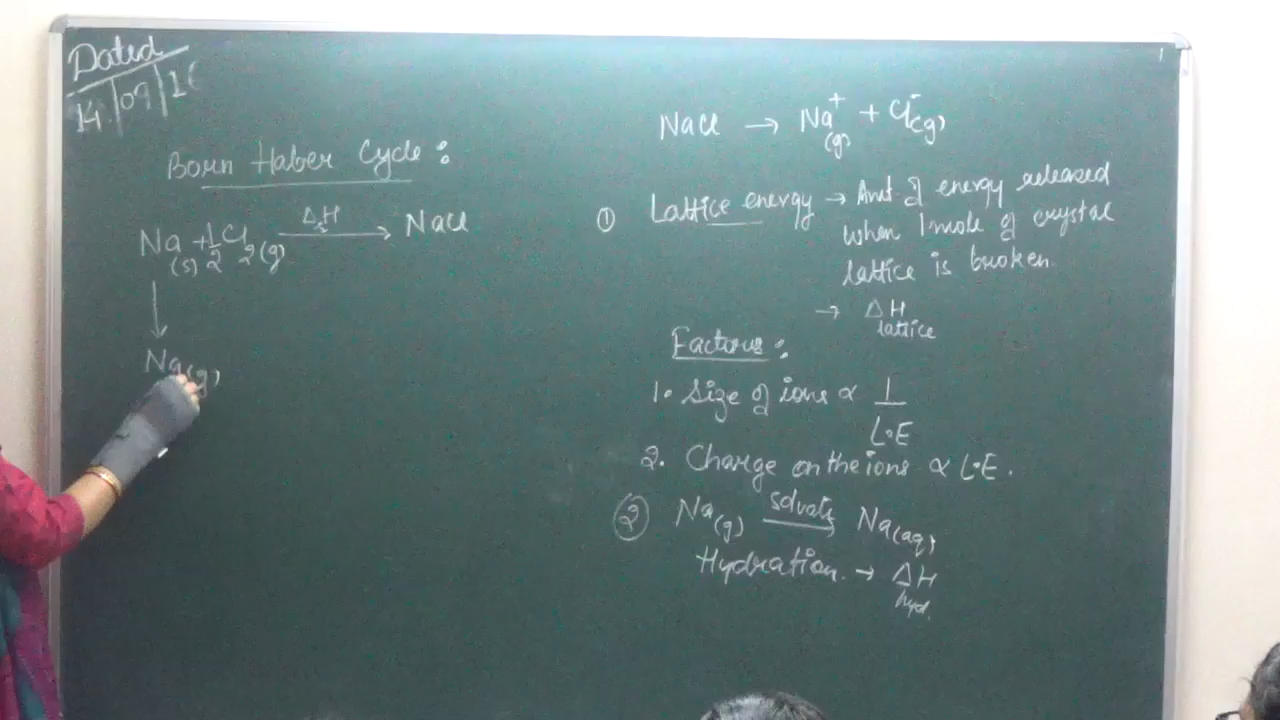 Dated
14/09/16
Born Haber Cycle:
Na(s) + 1/2 Cl2(g) → ΔH NaCl
↓
Na(g)
NaCl → Na+(g) + Cl-(g)
① Lattice energy → Amt of energy released
when 1 mole of crystal
lattice is broken.
→ ΔH lattice
Factors:
1. Size of ions ∝ 1/L.E
2. Charge on the ions ∝ L.E.
② Na(g) solvate → Na(aq)
Hydration. → ΔH hyd.